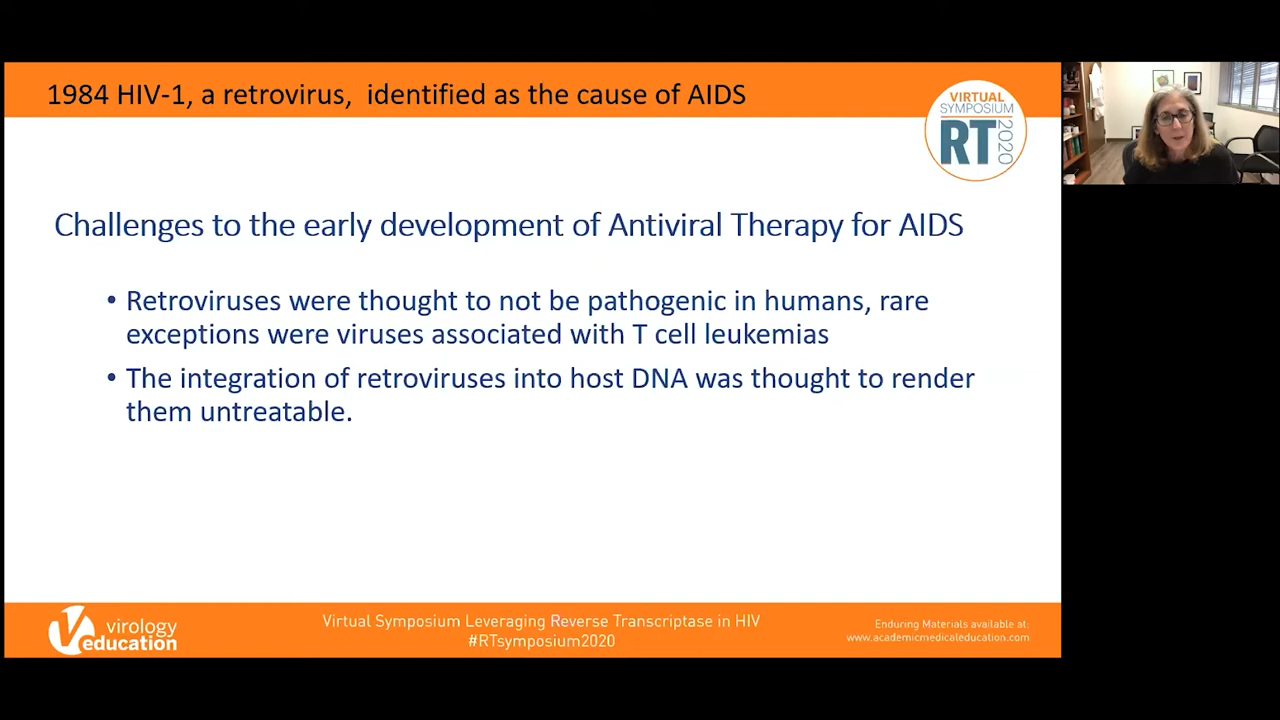 1984 HIV-1, a retrovirus, identified as the cause of AIDS
VIRTUAL
SYMPOSIUM
RT
2020
Challenges to the early development of Antiviral Therapy for AIDS
• Retroviruses were thought to not be pathogenic in humans, rare
exceptions were viruses associated with T cell leukemias
• The integration of retroviruses into host DNA was thought to render
them untreatable.
virology
education
Virtual Symposium Leveraging Reverse Transcriptase in HIV
#RTsymposium2020
Enduring Materials available at:
www.academicmedicaleducation.com